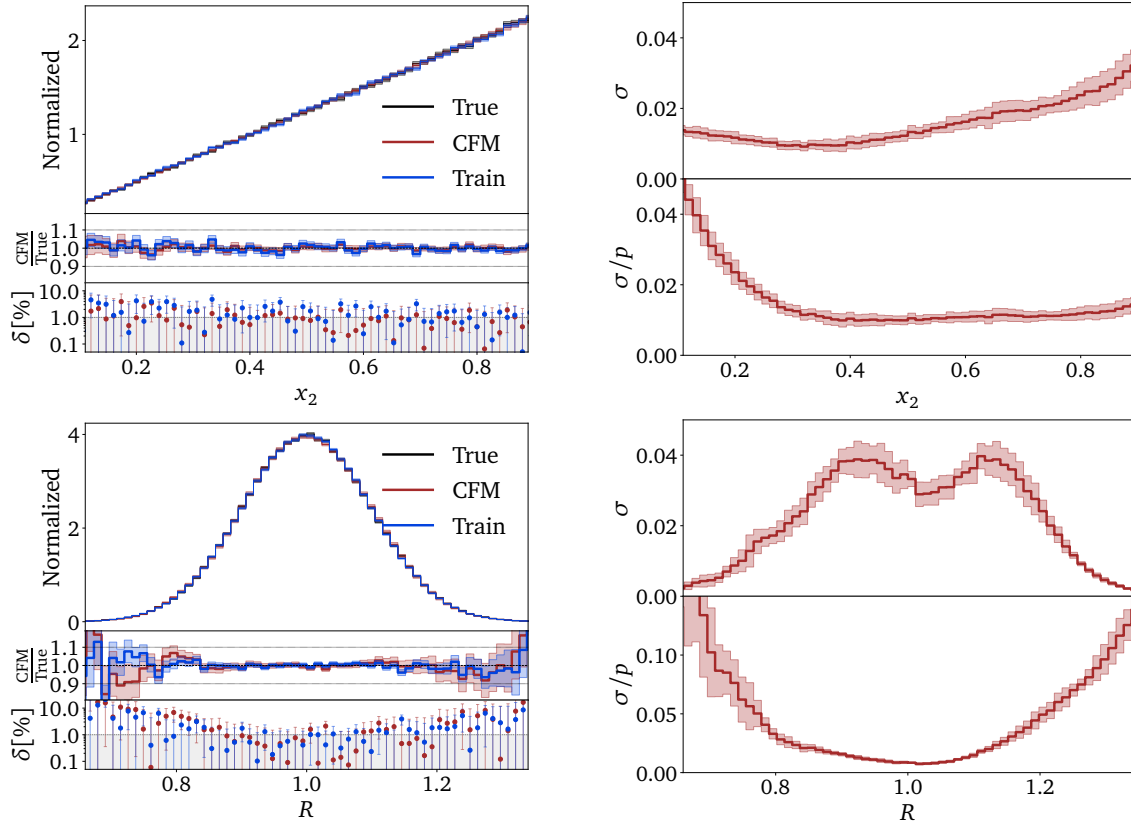 2
1
Normalized
True
CFM
Train
1.1
1.0
0.9
CFM
True
10.0
1.0
0.1
δ[%]
0.2
0.4
0.6
0.8
x₂
0.04
0.02
0.00
σ
0.04
0.02
0.00
σ/p
0.2
0.4
0.6
0.8
x₂
4
2
0
Normalized
True
CFM
Train
1.1
1.0
0.9
CFM
True
10.0
1.0
0.1
δ[%]
0.8
1.0
1.2
R
0.04
0.02
0.00
σ
0.10
0.05
0.00
σ/p
0.8
1.0
1.2
R